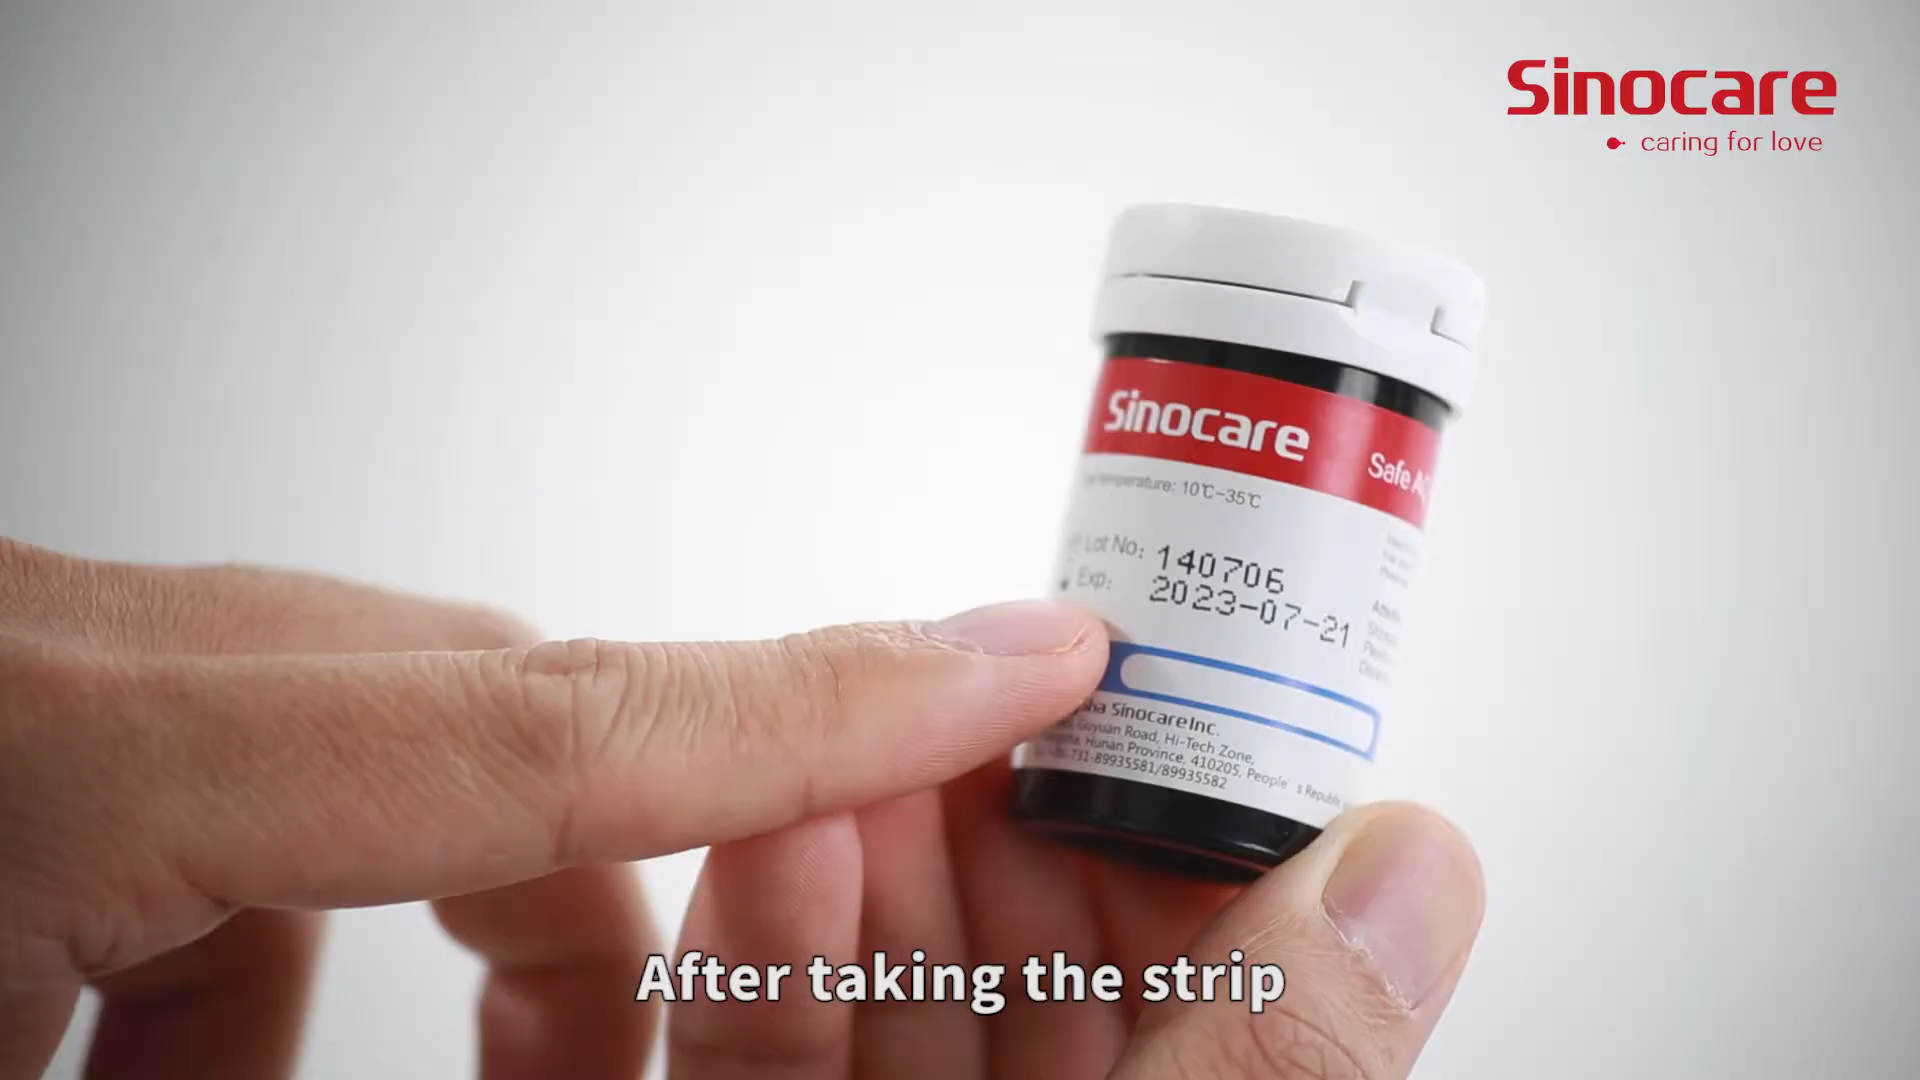 Sinocare
caring for love
Sinocare
Safe
temperature: 10℃-35℃
Lot No: 140706
Exp: 2023-07-21
Sinocare Inc.
Guyuan Road, Hi-Tech Zone,
Hunan Province, 410205, People's Republic
731-89935581/89935582
After taking the strip